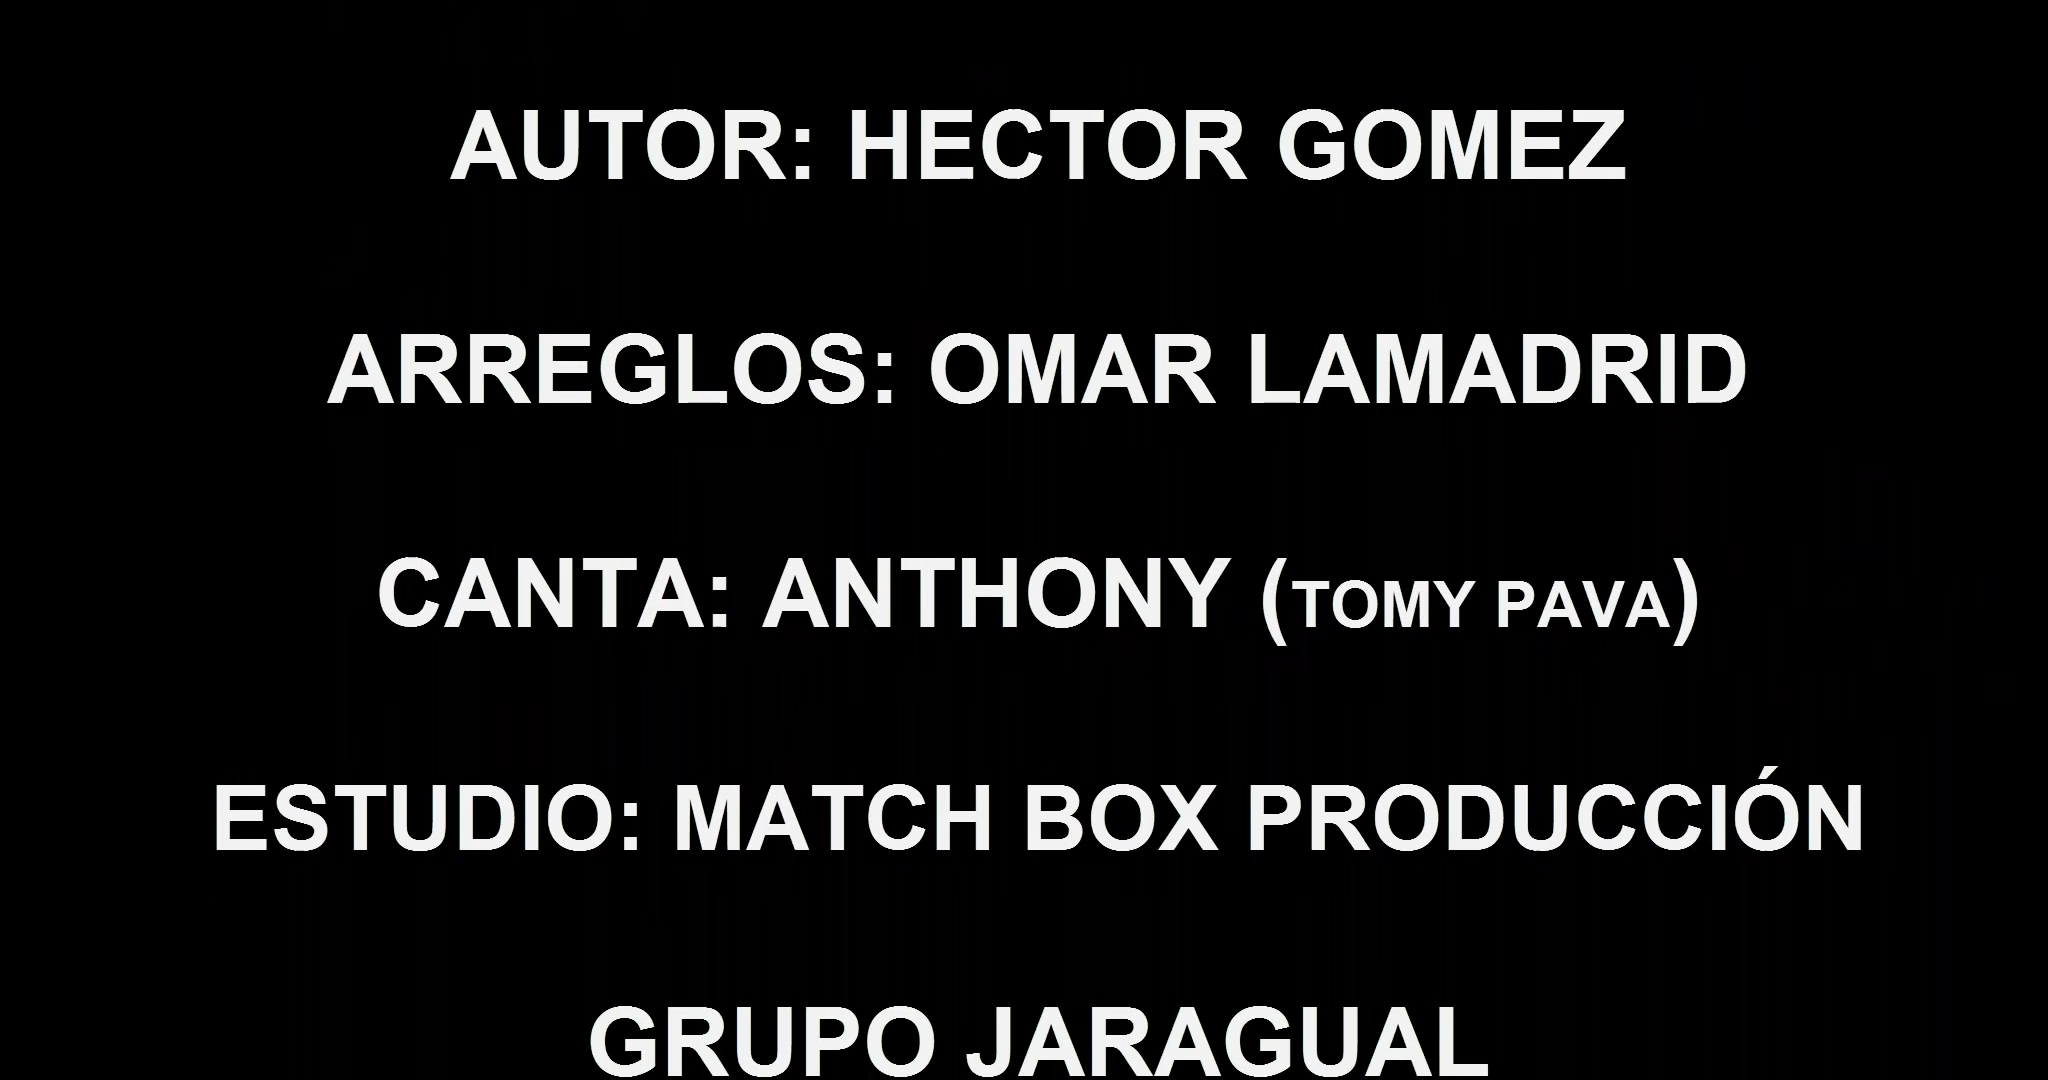 AUTOR: HECTOR GOMEZ
ARREGLOS: OMAR LAMADRID
CANTA: ANTHONY (TOMY PAVA)
ESTUDIO: MATCH BOX PRODUCCIÓN
GRUPO JARAGUAL